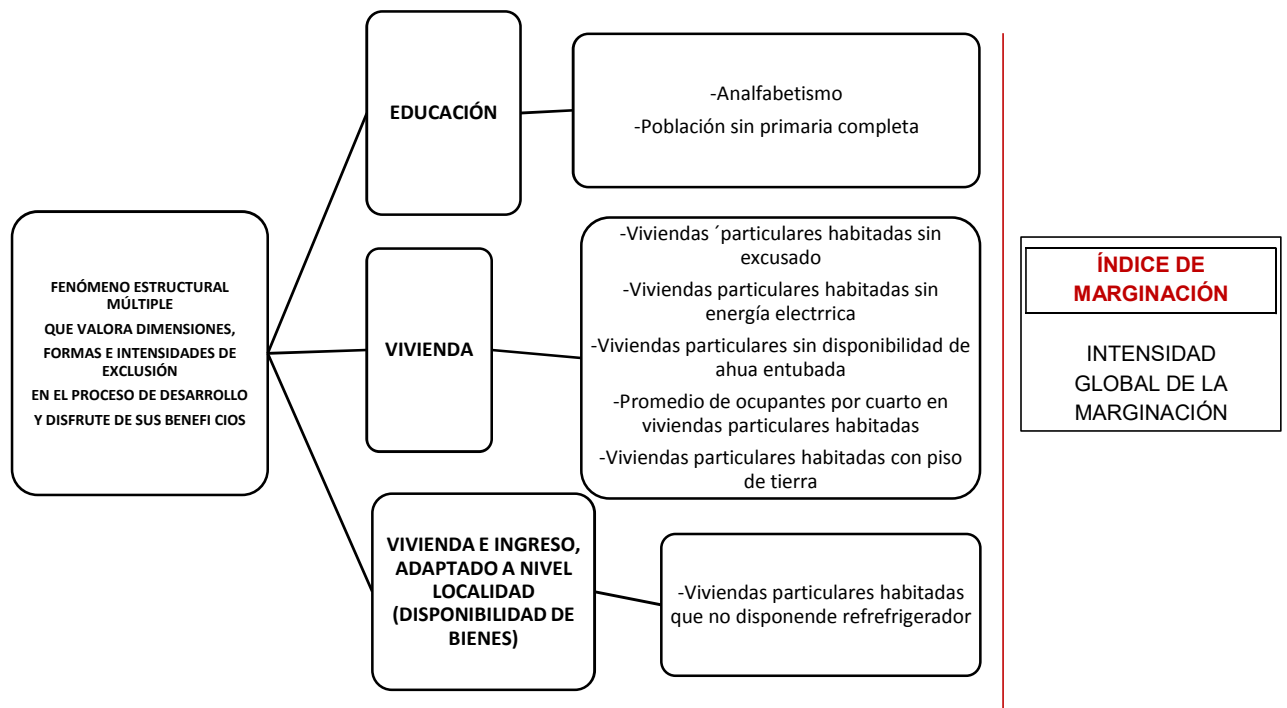 FENÓMENO ESTRUCTURAL
MÚLTIPLE
QUE VALORA DIMENSIONES,
FORMAS E INTENSIDADES DE
EXCLUSIÓN
EN EL PROCESO DE DESARROLLO
Y DISFRUTE DE SUS BENEFI CIOS
EDUCACIÓN
-Analfabetismo
-Población sin primaria completa
VIVIENDA
-Viviendas ´particulares habitadas sin
excusado
-Viviendas particulares habitadas sin
energía electrrica
-Viviendas particulares sin disponibilidad de
ahua entubada
-Promedio de ocupantes por cuarto en
viviendas particulares habitadas
-Viviendas particulares habitadas con piso
de tierra
VIVIENDA E INGRESO,
ADAPTADO A NIVEL
LOCALIDAD
(DISPONIBILIDAD DE
BIENES)
-Viviendas particulares habitadas
que no disponende refrefrigerador
ÍNDICE DE
MARGINACIÓN
INTENSIDAD
GLOBAL DE LA
MARGINACIÓN